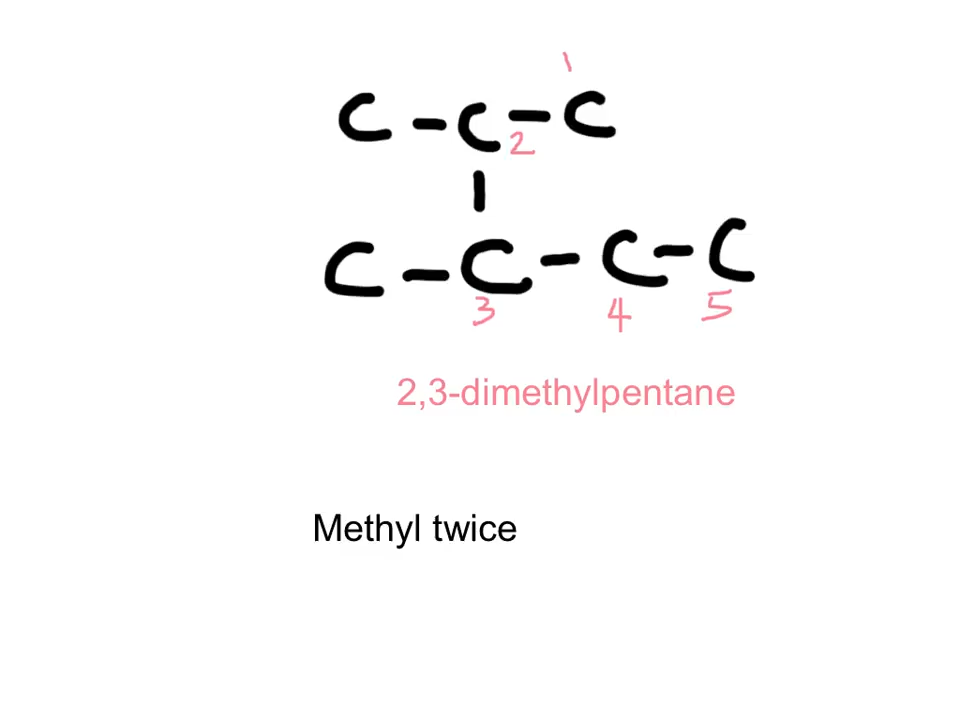 1
C - C - C
2
|
C - C - C - C
3 4 5
2,3-dimethylpentane
Methyl twice